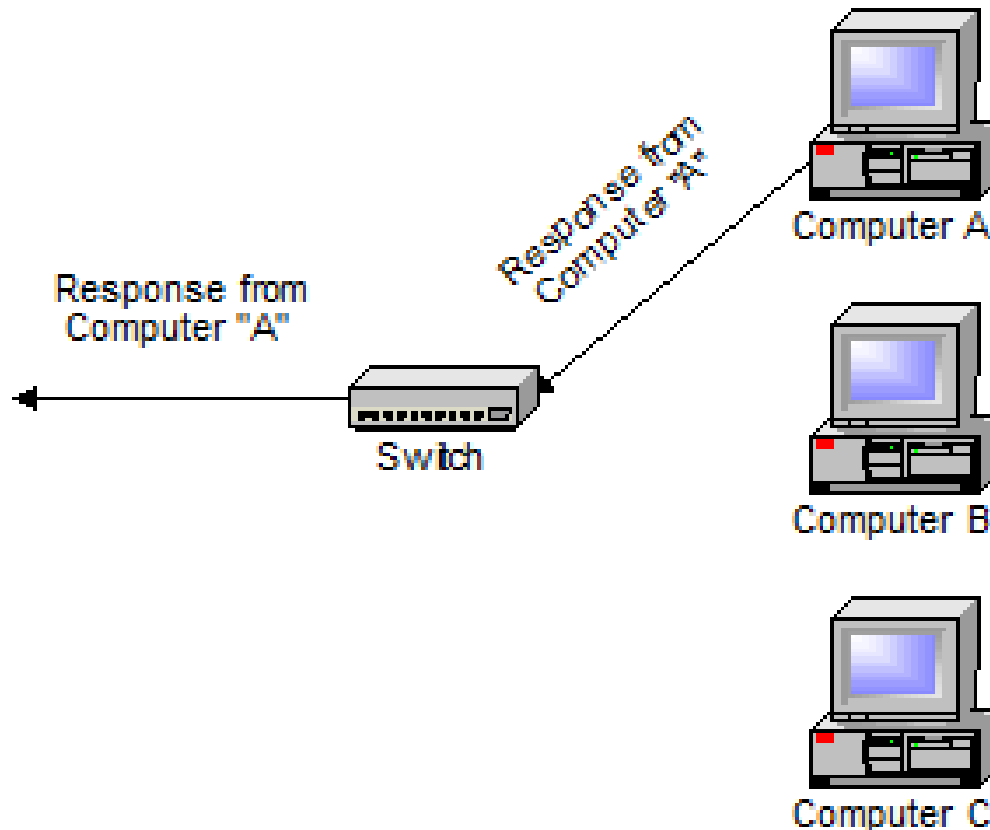 Response from
Computer "A"
Response from
Computer "A"
Switch
Computer A
Computer B
Computer C